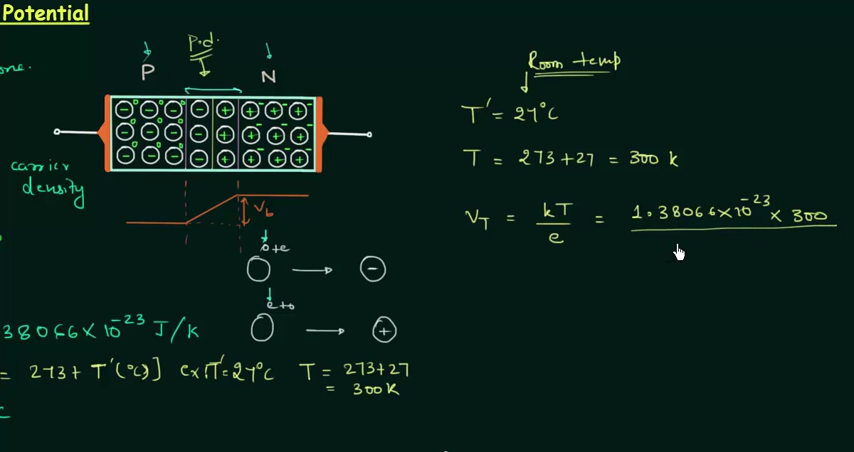 Potential
one.
P.d.
P N
carrier
density
V_b
o+e
−
e+o
+
38066×10⁻²³ J/k
= 273+ T'(°C)] ex: T'=27°C T = 273+27
= 300K
Room temp
T' = 27°C
T = 273+27 = 300 k
V_T = kT/e = 1.38066×10⁻²³ × 300